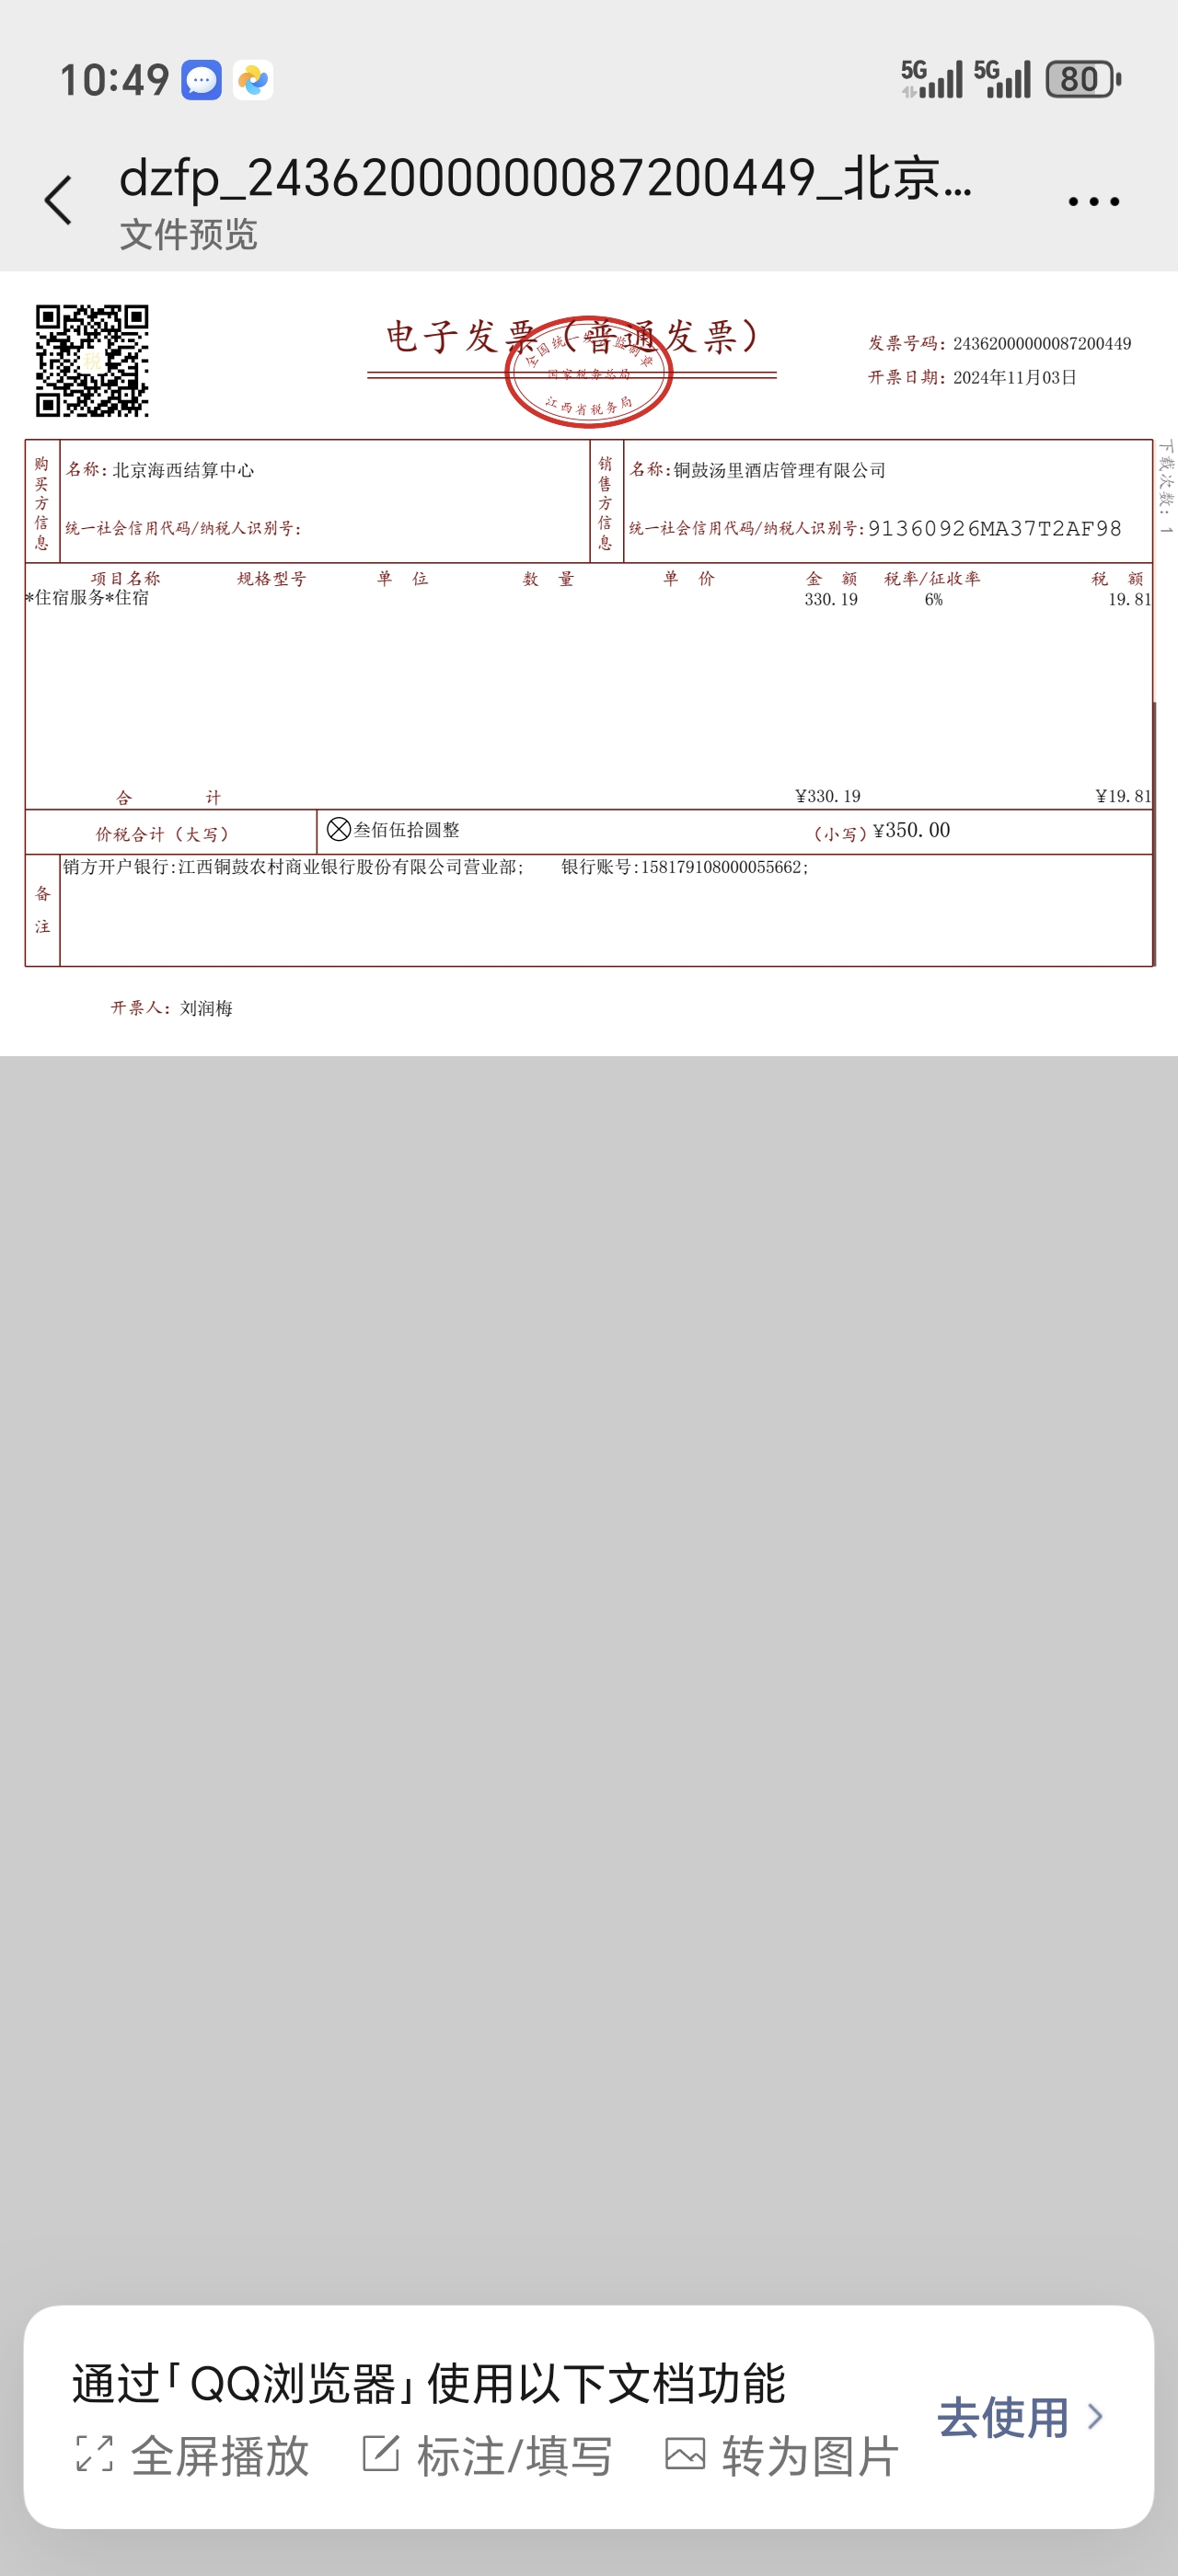 10:49
5G 5G 80
dzfp_24362000000087200449_北京...
文件预览
电子发票（普通发票）
全国统一发票监制章
国家税务总局
江西省税务局
税
发票号码：24362000000087200449
开票日期：2024年11月03日
下载次数：1
购买方信息
名称：北京海西结算中心
统一社会信用代码/纳税人识别号：
销售方信息
名称：铜鼓汤里酒店管理有限公司
统一社会信用代码/纳税人识别号：91360926MA37T2AF98
项目名称 规格型号 单 位 数 量 单 价 金 额 税率/征收率 税 额
*住宿服务*住宿 330.19 6% 19.81
合 计 ¥330.19 ¥19.81
价税合计（大写） 叁佰伍拾圆整 （小写）¥350.00
备注
销方开户银行:江西铜鼓农村商业银行股份有限公司营业部; 银行账号:158179108000055662;
开票人：刘润梅
通过「QQ浏览器」使用以下文档功能
去使用
全屏播放 标注/填写 转为图片